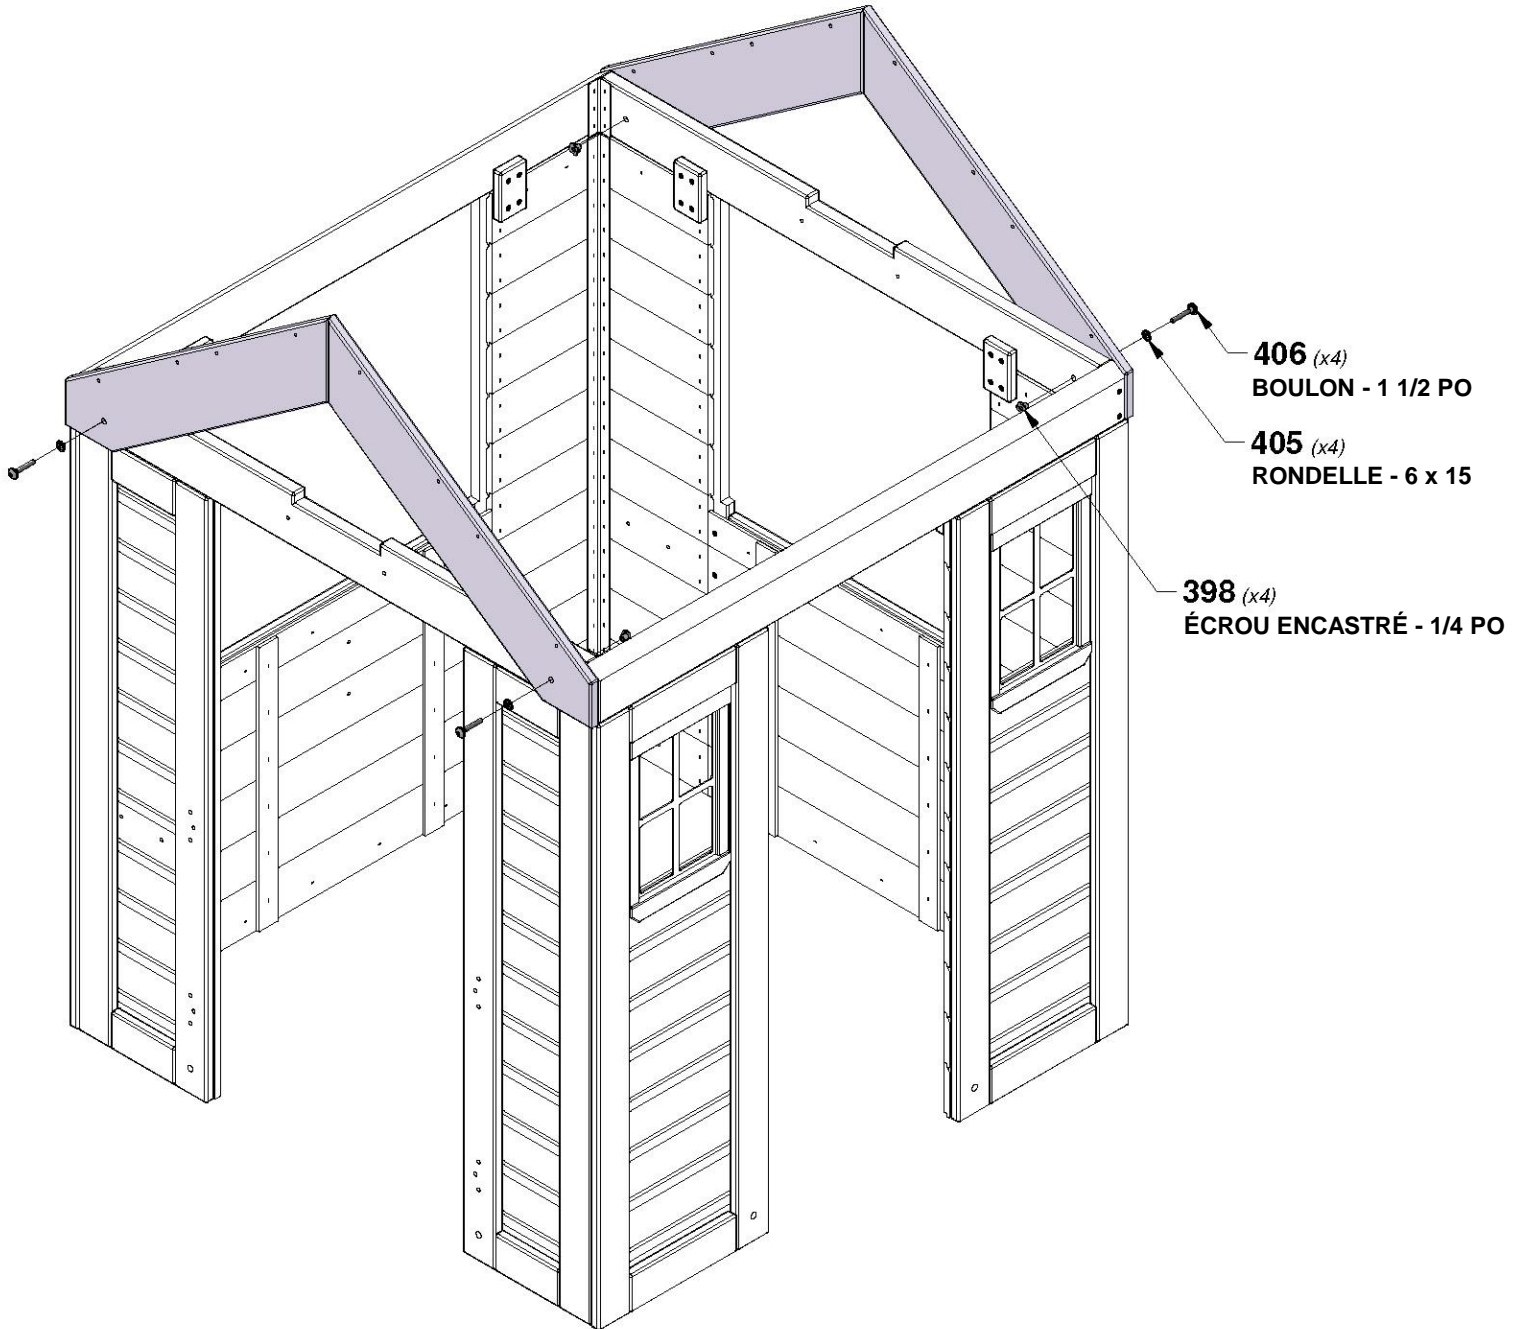 406 (x4)
BOULON - 1 1/2 PO
405 (x4)
RONDELLE - 6 x 15
398 (x4)
ÉCROU ENCASTRÉ - 1/4 PO